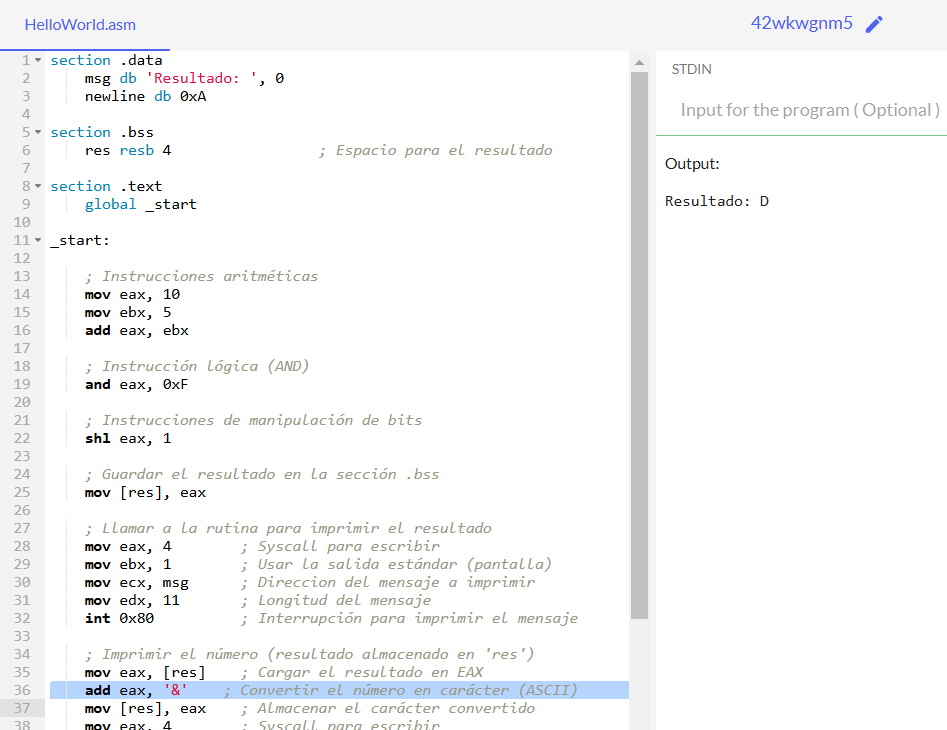 HelloWorld.asm
42wkwgnm5
1 section .data
2     msg db 'Resultado: ', 0
3     newline db 0xA
4
5 section .bss
6     res resb 4                 ; Espacio para el resultado
7
8 section .text
9     global _start
10
11 _start:
12
13     ; Instrucciones aritméticas
14     mov eax, 10
15     mov ebx, 5
16     add eax, ebx
17
18     ; Instrucción lógica (AND)
19     and eax, 0xF
20
21     ; Instrucciones de manipulación de bits
22     shl eax, 1
23
24     ; Guardar el resultado en la sección .bss
25     mov [res], eax
26
27     ; Llamar a la rutina para imprimir el resultado
28     mov eax, 4        ; Syscall para escribir
29     mov ebx, 1        ; Usar la salida estándar (pantalla)
30     mov ecx, msg      ; Direccion del mensaje a imprimir
31     mov edx, 11       ; Longitud del mensaje
32     int 0x80          ; Interrupción para imprimir el mensaje
33
34     ; Imprimir el número (resultado almacenado en 'res')
35     mov eax, [res]    ; Cargar el resultado en EAX
36     add eax, '&'    ; Convertir el número en carácter (ASCII)
37     mov [res], eax    ; Almacenar el carácter convertido
38     mov eax, 4        ; Syscall para escribir
STDIN
Input for the program ( Optional )
Output:
Resultado: D